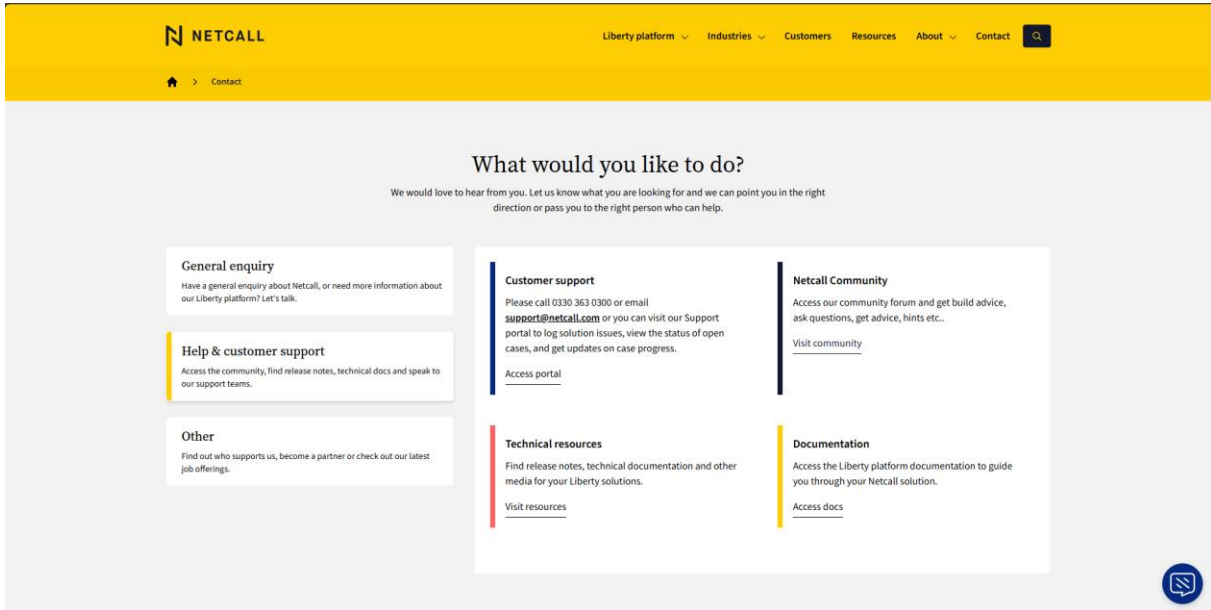 NETCALL
Liberty platform
Industries
Customers
Resources
About
Contact
Contact
What would you like to do?
We would love to hear from you. Let us know what you are looking for and we can point you in the right
direction or pass you to the right person who can help.
General enquiry
Have a general enquiry about Netcall, or need more information about
our Liberty platform? Let's talk.
Help & customer support
Access the community, find release notes, technical docs and speak to
our support teams.
Other
Find out who supports us, become a partner or check out our latest
job offerings.
Customer support
Please call 0330 363 0300 or email
support@netcall.com or you can visit our Support
portal to log solution issues, view the status of open
cases, and get updates on case progress.
Access portal
Netcall Community
Access our community forum and get build advice,
ask questions, get advice, hints etc..
Visit community
Technical resources
Find release notes, technical documentation and other
media for your Liberty solutions.
Visit resources
Documentation
Access the Liberty platform documentation to guide
you through your Netcall solution.
Access docs